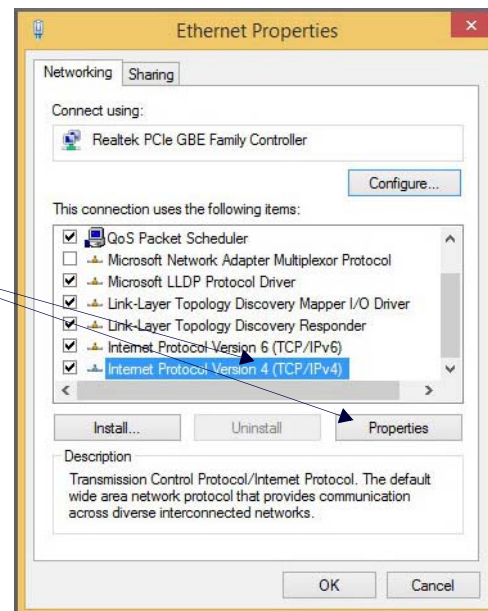 Ethernet Properties
Networking Sharing
Connect using:
Realtek PCIe GBE Family Controller
Configure...
This connection uses the following items:
QoS Packet Scheduler
Microsoft Network Adapter Multiplexor Protocol
Microsoft LLDP Protocol Driver
Link-Layer Topology Discovery Mapper I/O Driver
Link-Layer Topology Discovery Responder
Internet Protocol Version 6 (TCP/IPv6)
Internet Protocol Version 4 (TCP/IPv4)
Install... Uninstall Properties
Description
Transmission Control Protocol/Internet Protocol. The default
wide area network protocol that provides communication
across diverse interconnected networks.
OK Cancel